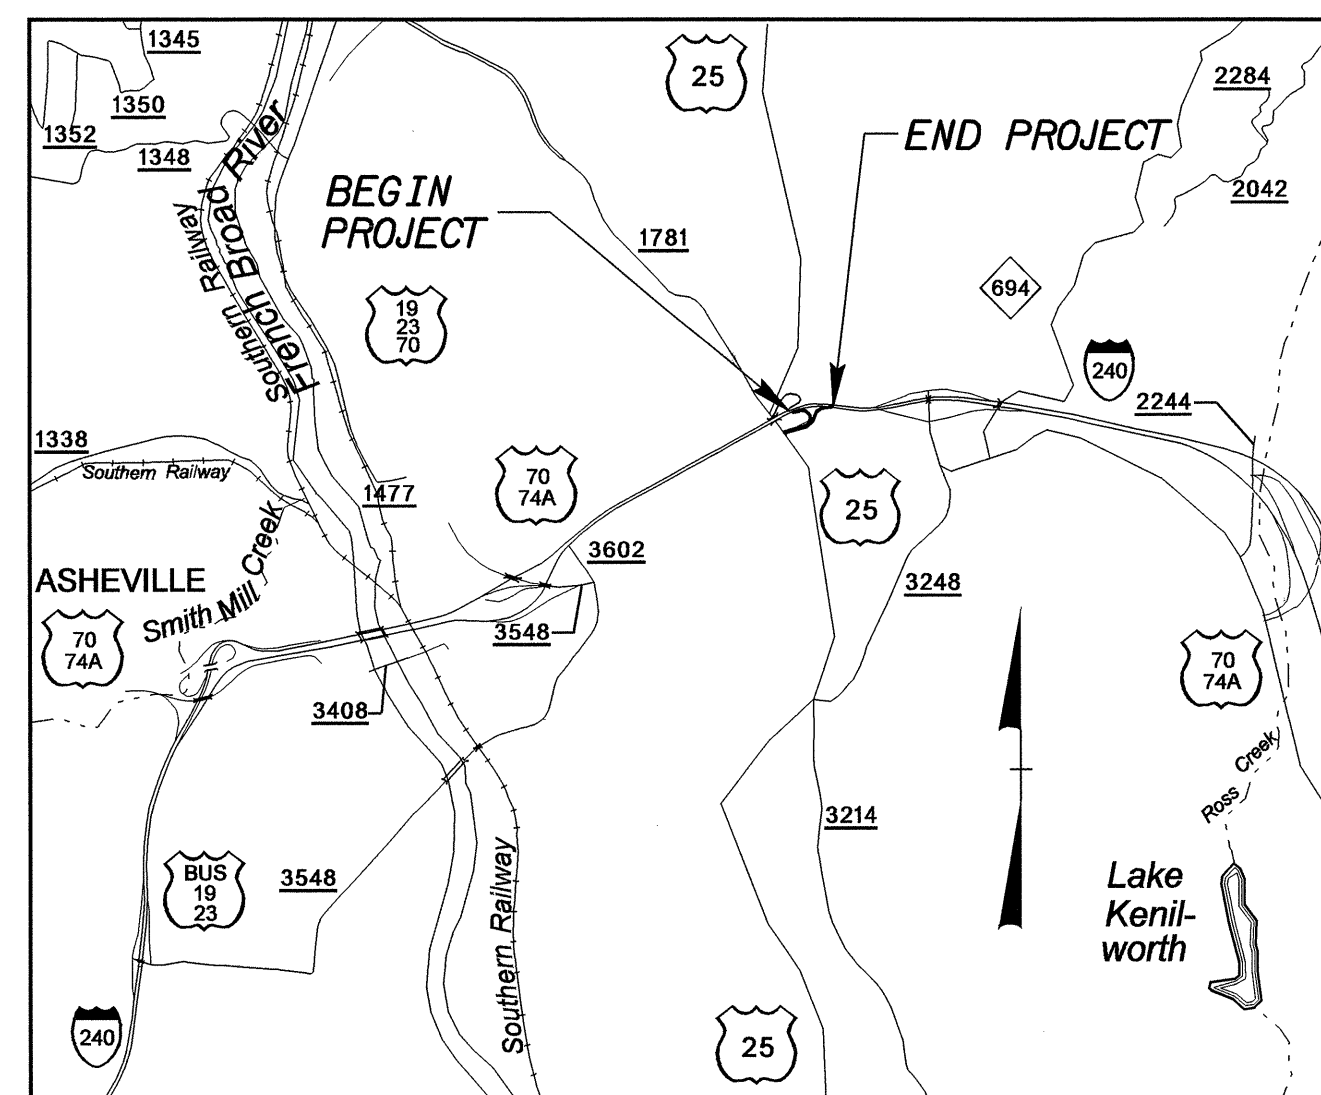 1345
25
2284
1350
END PROJECT
1352
1348
French Broad River
2042
BEGIN
PROJECT
Southern Railway
1781
694
19
23
70
240
2244
1338
Southern Railway
70
74A
1477
25
Smith Mill Creek
3602
ASHEVILLE
3248
70
74A
3548
70
74A
3408
Ross Creek
3214
BUS
19
23
3548
Lake
Kenil-
worth
Southern Railway
240
25